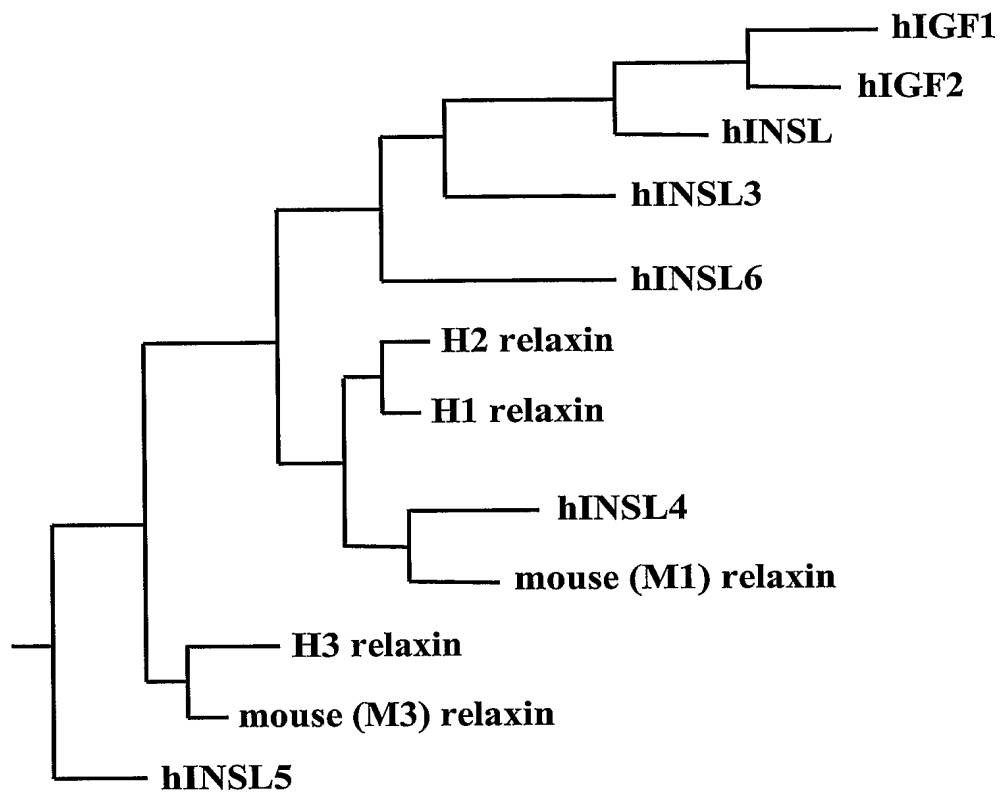 hIGF1
hIGF2
hINSL
hINSL3
hINSL6
H2 relaxin
H1 relaxin
hINSL4
mouse (M1) relaxin
H3 relaxin
mouse (M3) relaxin
hINSL5